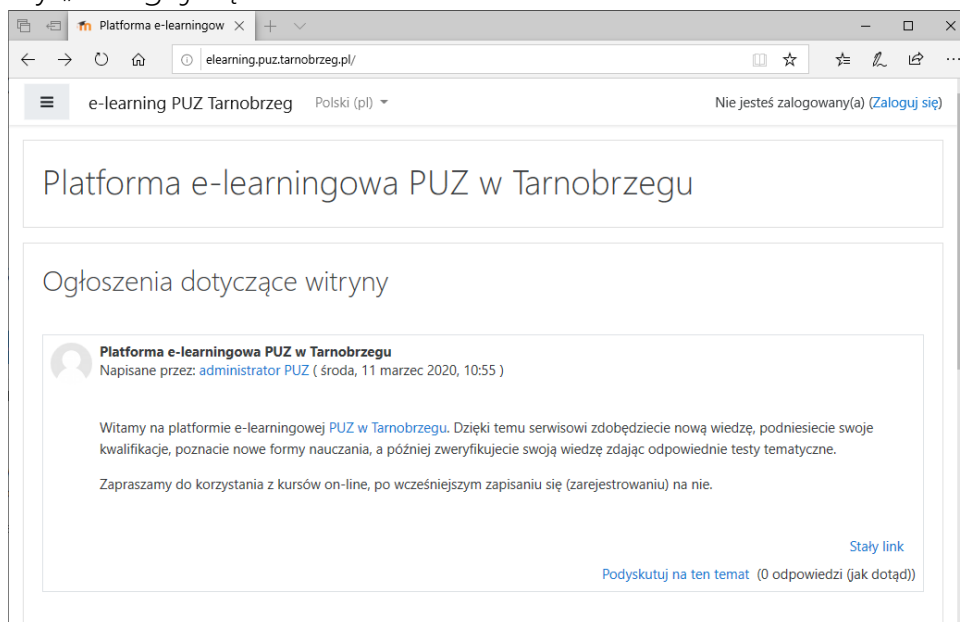 Platforma e-learningow
elearning.puz.tarnobrzeg.pl/
e-learning PUZ Tarnobrzeg Polski (pl) Nie jesteś zalogowany(a) (Zaloguj się)
Platforma e-learningowa PUZ w Tarnobrzegu
Ogłoszenia dotyczące witryny
Platforma e-learningowa PUZ w Tarnobrzegu
Napisane przez: administrator PUZ ( środa, 11 marzec 2020, 10:55 )
Witamy na platformie e-learningowej PUZ w Tarnobrzegu. Dzięki temu serwisowi zdobędziecie nową wiedzę, podniesiecie swoje
kwalifikacje, poznacie nowe formy nauczania, a później zweryfikujecie swoją wiedzę zdając odpowiednie testy tematyczne.
Zapraszamy do korzystania z kursów on-line, po wcześniejszym zapisaniu się (zarejestrowaniu) na nie.
Stały link
Podyskutuj na ten temat (0 odpowiedzi (jak dotąd))